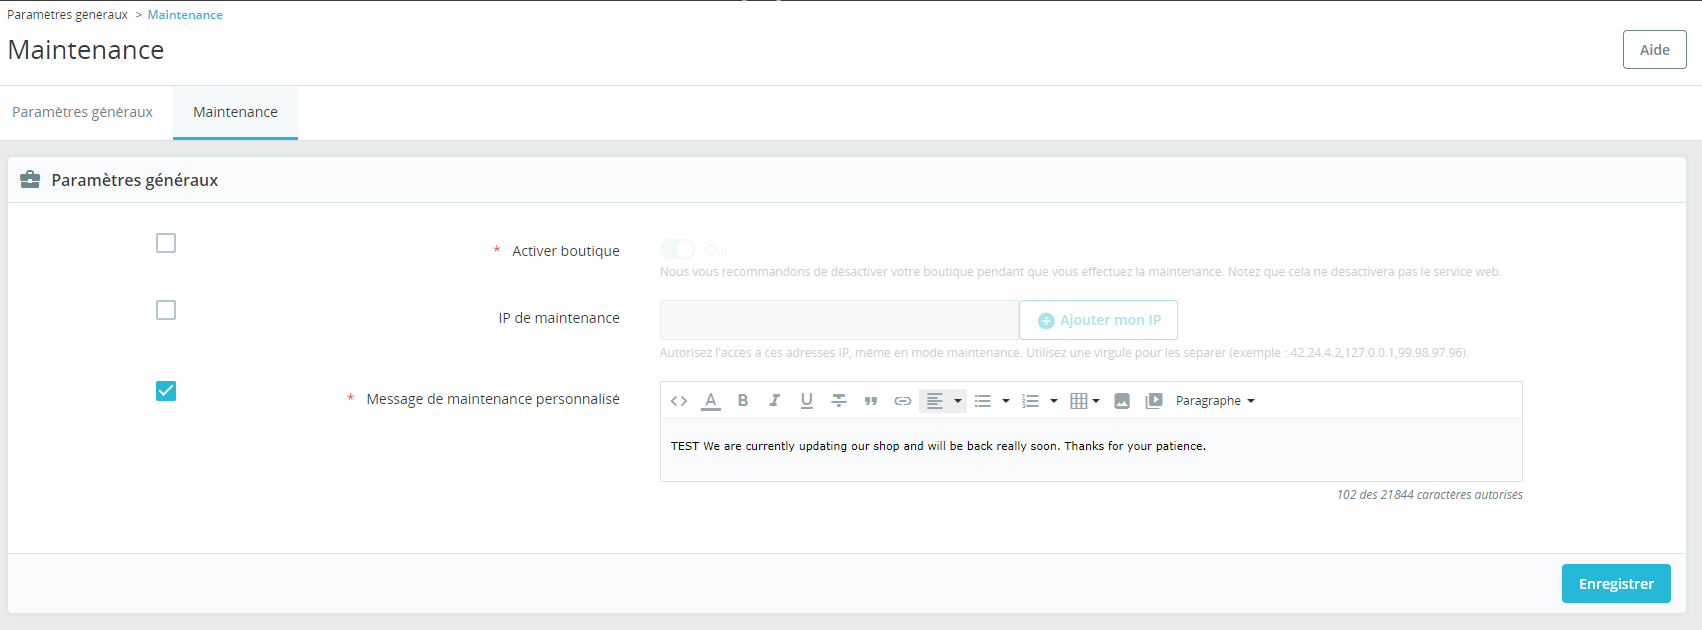 Paramètres généraux > Maintenance
Maintenance
Aide
Paramètres généraux
Maintenance
Paramètres généraux
* Activer boutique
Oui
Nous vous recommandons de désactiver votre boutique pendant que vous effectuez la maintenance. Notez que cela ne désactivera pas le service web.
IP de maintenance
Ajouter mon IP
Autorisez l'accès à ces adresses IP, même en mode maintenance. Utilisez une virgule pour les séparer (exemple : 42.24.4.2,127.0.0.1,99.98.97.96).
* Message de maintenance personnalisé
Paragraphe
TEST We are currently updating our shop and will be back really soon. Thanks for your patience.
102 des 21844 caractères autorisés
Enregistrer